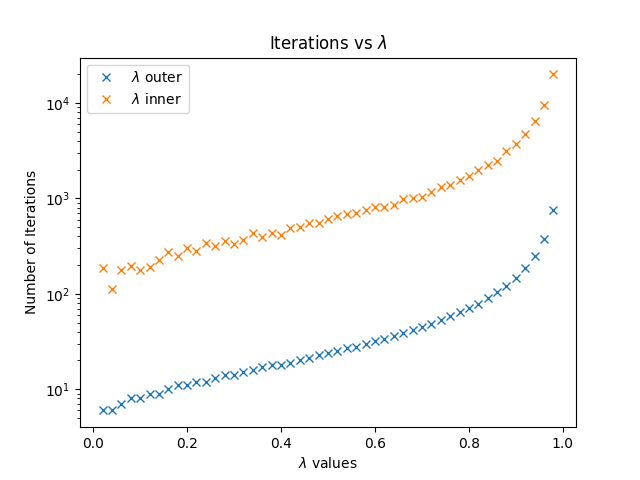 Iterations vs λ
λ outer
λ inner
Number of Iterations
10⁴
10³
10²
10¹
0.0 0.2 0.4 0.6 0.8 1.0
λ values